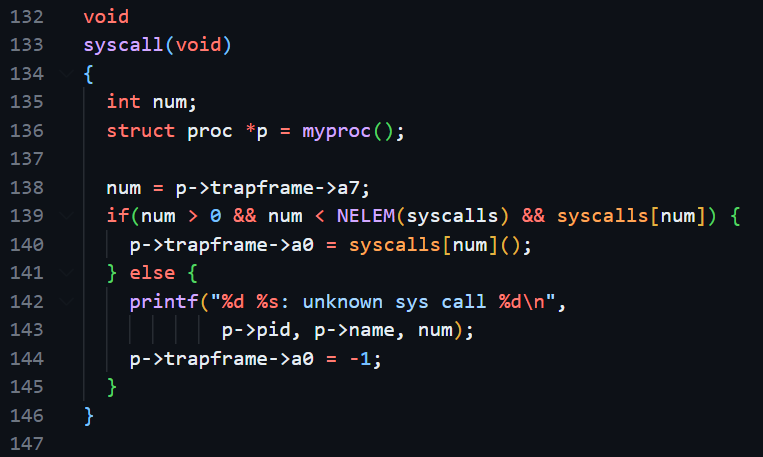 132 void
133 syscall(void)
134 {
135   int num;
136   struct proc *p = myproc();
137
138   num = p->trapframe->a7;
139   if(num > 0 && num < NELEM(syscalls) && syscalls[num]) {
140     p->trapframe->a0 = syscalls[num]();
141   } else {
142     printf("%d %s: unknown sys call %d\n",
143             p->pid, p->name, num);
144     p->trapframe->a0 = -1;
145   }
146 }
147